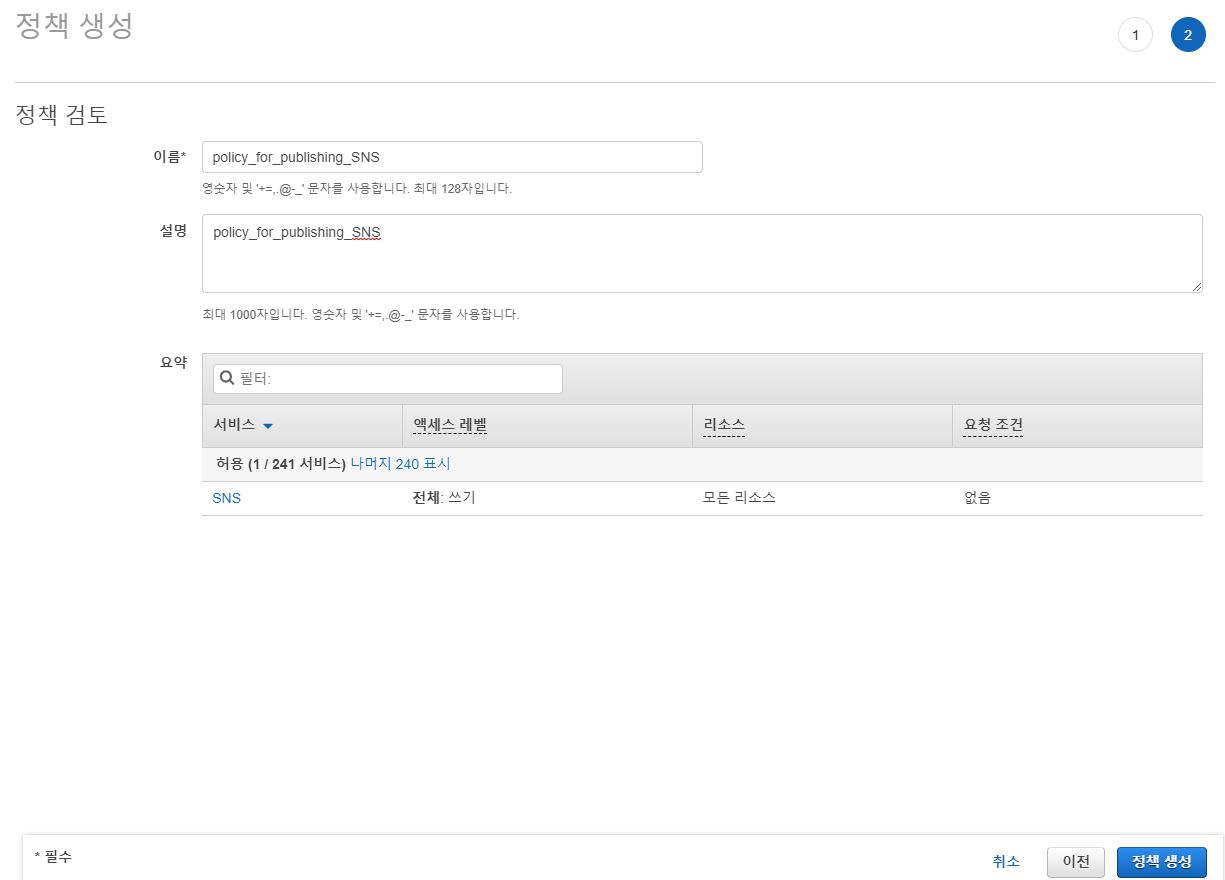 정책 생성
1
2
정책 검토
이름*
policy_for_publishing_SNS
영숫자 및 '+=,.@-_' 문자를 사용합니다. 최대 128자입니다.
설명
policy_for_publishing_SNS
최대 1000자입니다. 영숫자 및 '+=,.@-_' 문자를 사용합니다.
요약
필터:
서비스 액세스 레벨 리소스 요청 조건
허용 (1 / 241 서비스) 나머지 240 표시
SNS 전체: 쓰기 모든 리소스 없음
* 필수
취소 이전 정책 생성